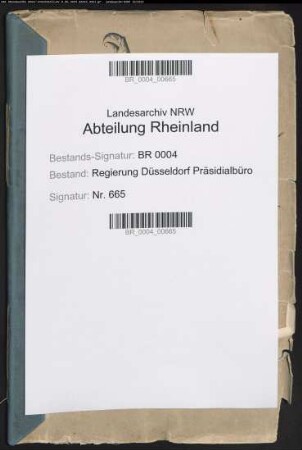 BR_0004_00665
Landesarchiv NRW
Abteilung Rheinland
Bestands-Signatur: BR 0004
Bestand: Regierung Düsseldorf Präsidialbüro
Signatur: Nr. 665
BR_0004_00665